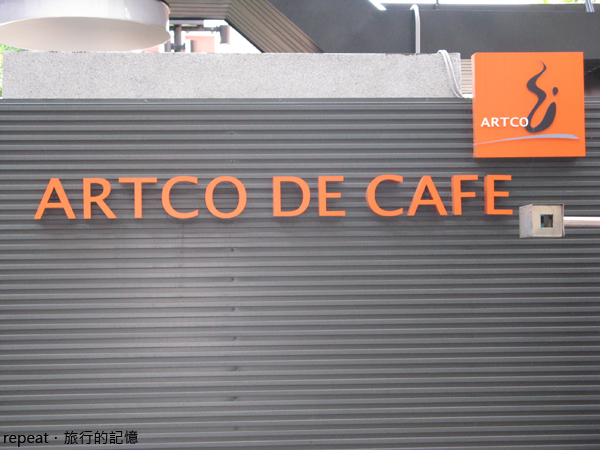 ARTCO
ARTCO DE CAFE
repeat · 旅行的記憶